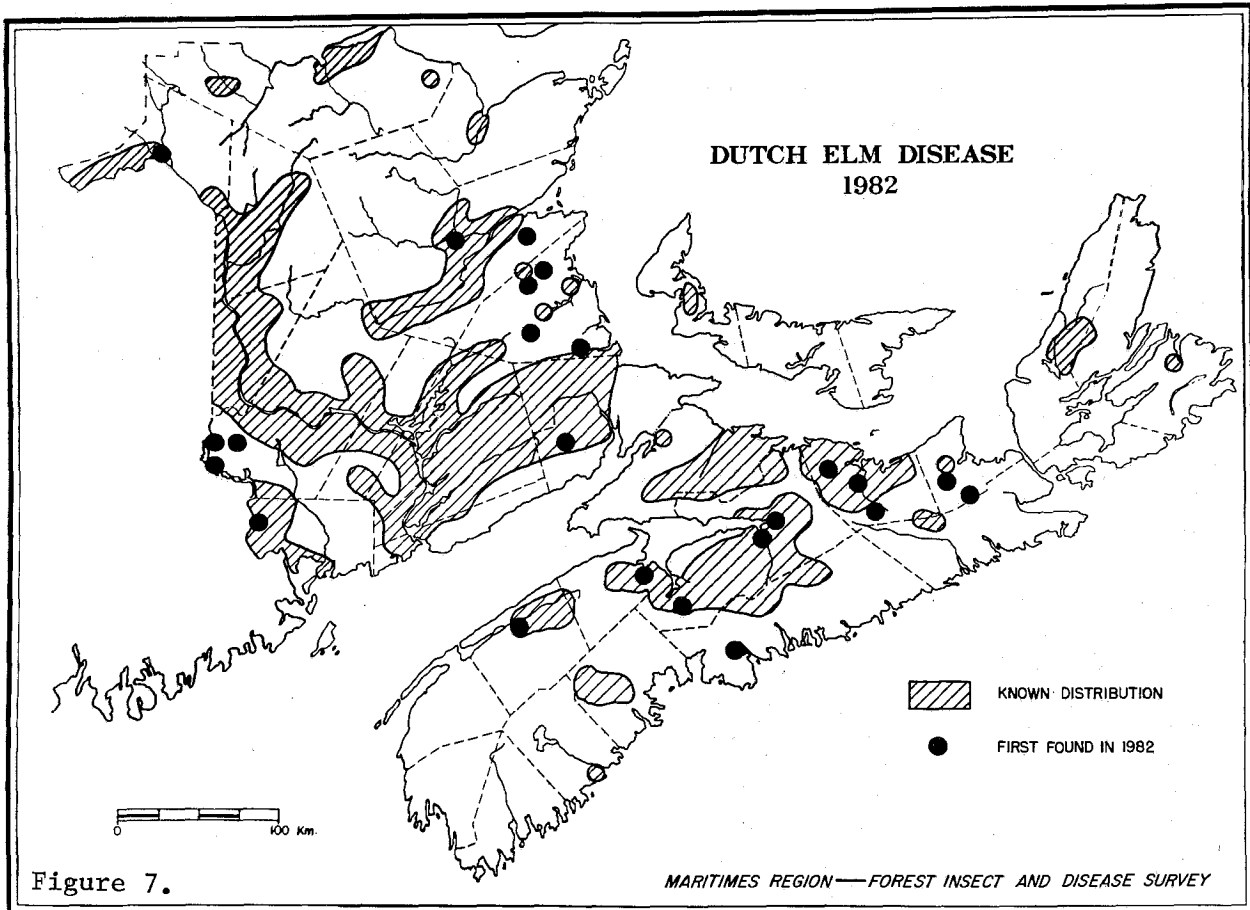 DUTCH ELM DISEASE
1982
KNOWN DISTRIBUTION
FIRST FOUND IN 1982
0 100 Km.
Figure 7.
MARITIMES REGION — FOREST INSECT AND DISEASE SURVEY